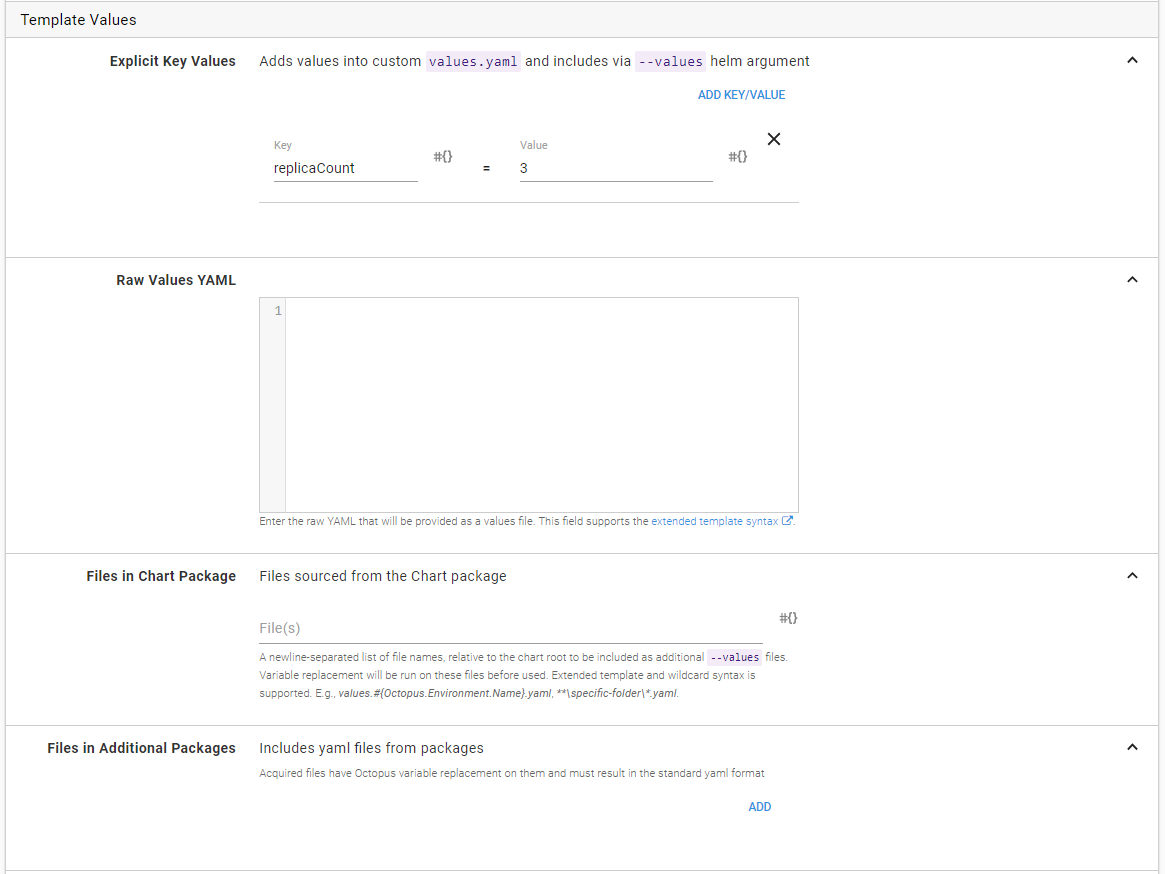 Template Values
Explicit Key Values
Adds values into custom values.yaml and includes via --values helm argument
ADD KEY/VALUE
Key
replicaCount
#{}
=
Value
3
#{}
Raw Values YAML
1
Enter the raw YAML that will be provided as a values file. This field supports the extended template syntax.
Files in Chart Package
Files sourced from the Chart package
File(s)
#{}
A newline-separated list of file names, relative to the chart root to be included as additional --values files.
Variable replacement will be run on these files before used. Extended template and wildcard syntax is
supported. E.g., values.#{Octopus.Environment.Name}.yaml, **\specific-folder\*.yaml.
Files in Additional Packages
Includes yaml files from packages
Acquired files have Octopus variable replacement on them and must result in the standard yaml format
ADD